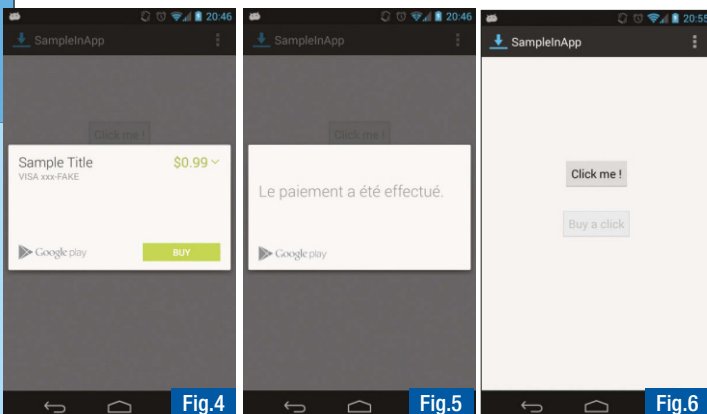 20:46
SampleInApp
Click me !
Sample Title
$0.99
VISA xxx-FAKE
Google play
BUY
Fig.4
20:46
SampleInApp
Click me !
Le paiement a été effectué.
Google play
Fig.5
20:55
SampleInApp
Click me !
Buy a click
Fig.6